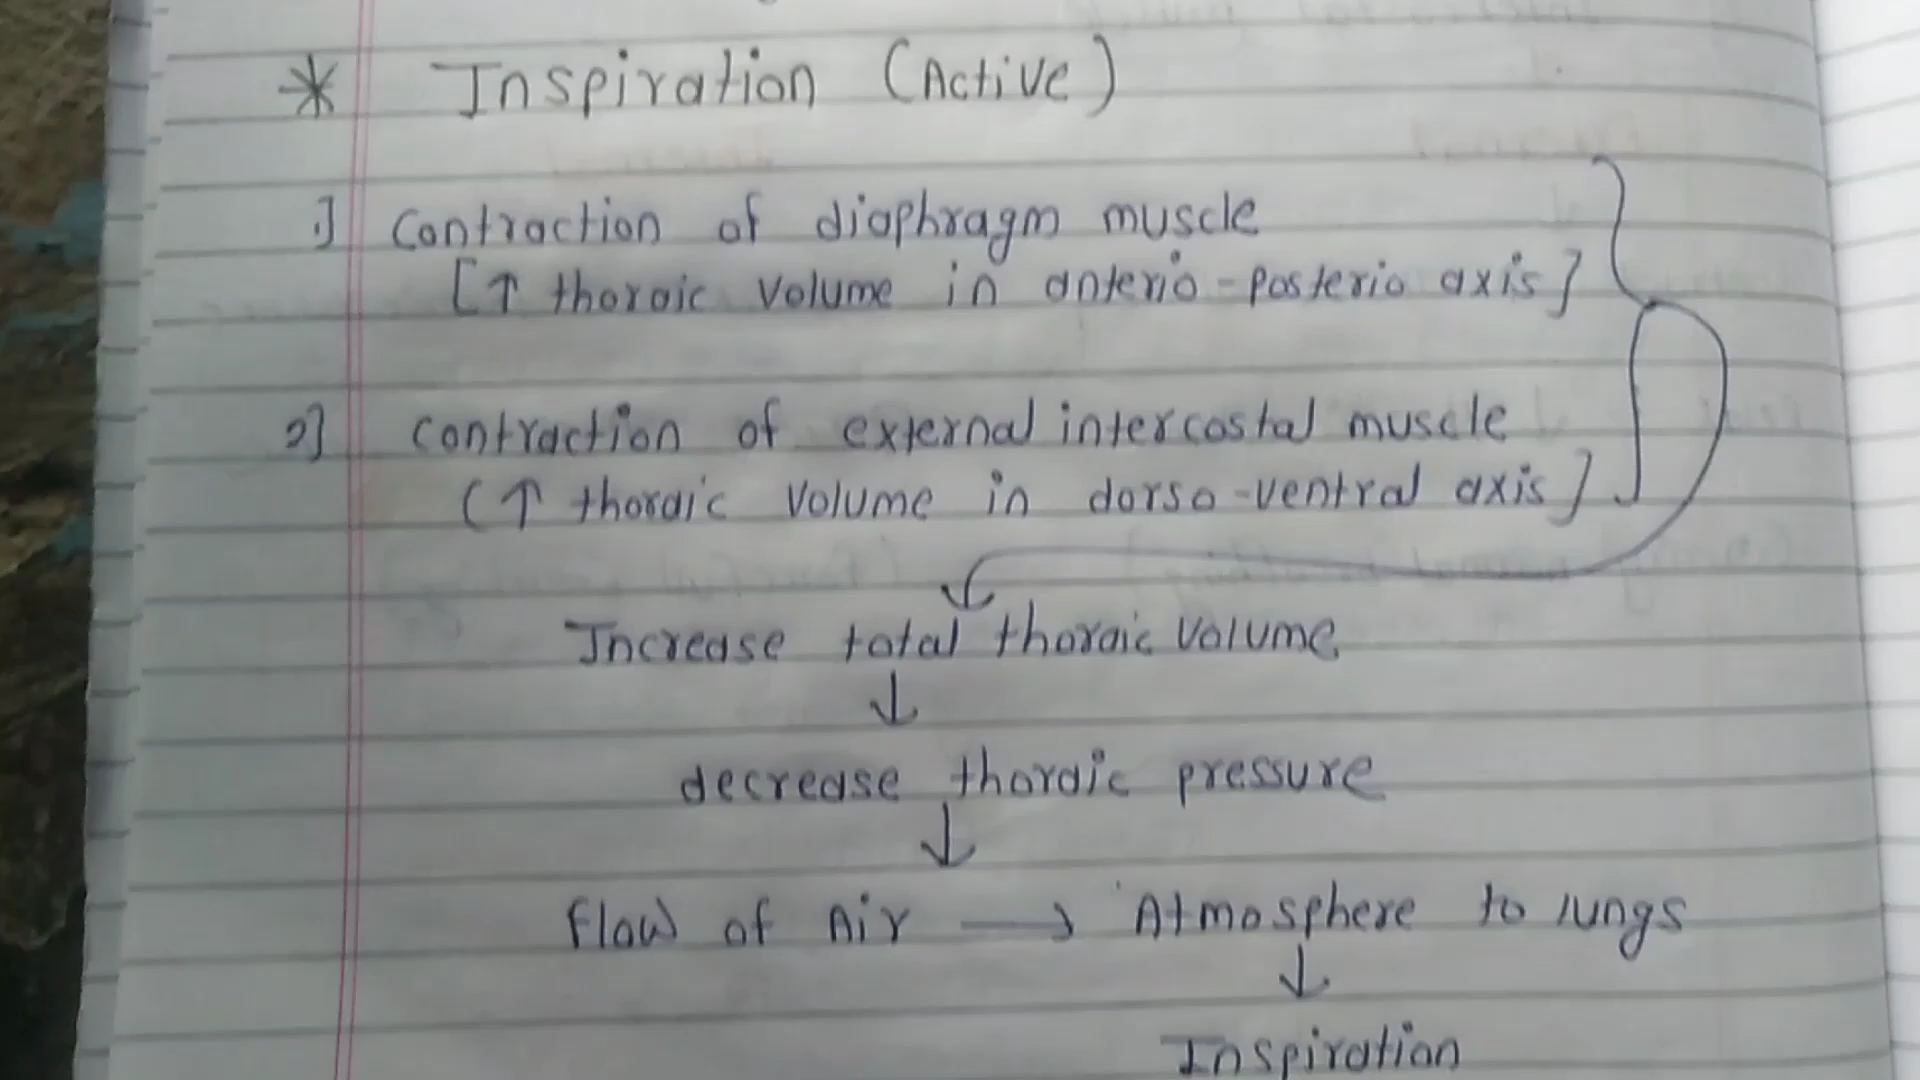 * Inspiration (Active)
1] Contraction of diaphragm muscle
[↑ thoraic volume in anterio-posterio axis]
2] contraction of external intercostal muscle
(↑ thoraic volume in dorso-ventral axis]
Increase total thoraic volume
↓
decrease thoraic pressure
↓
flow of Air → Atmosphere to lungs
↓
Inspiration